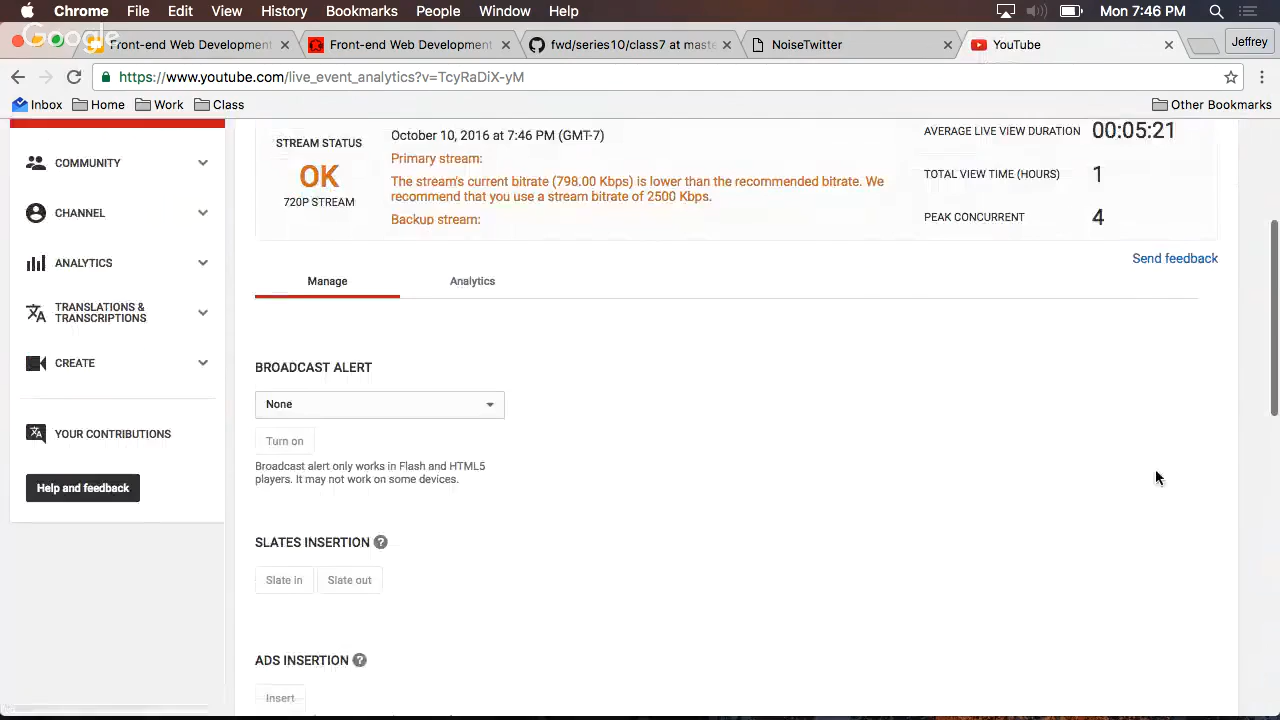 Chrome File Edit View History Bookmarks People Window Help Mon 7:46 PM
Google
Front-end Web Development Front-end Web Development fwd/series10/class7 at maste NoiseTwitter YouTube Jeffrey
https://www.youtube.com/live_event_analytics?v=TcyRaDiX-yM
Inbox Home Work Class Other Bookmarks
COMMUNITY
CHANNEL
ANALYTICS
TRANSLATIONS &
TRANSCRIPTIONS
CREATE
YOUR CONTRIBUTIONS
Help and feedback
STREAM STATUS
OK
720P STREAM
October 10, 2016 at 7:46 PM (GMT-7)
Primary stream:
The stream's current bitrate (798.00 Kbps) is lower than the recommended bitrate. We
recommend that you use a stream bitrate of 2500 Kbps.
Backup stream:
AVERAGE LIVE VIEW DURATION 00:05:21
TOTAL VIEW TIME (HOURS) 1
PEAK CONCURRENT 4
Send feedback
Manage Analytics
BROADCAST ALERT
None
Turn on
Broadcast alert only works in Flash and HTML5
players. It may not work on some devices.
SLATES INSERTION ?
Slate in Slate out
ADS INSERTION ?
Insert